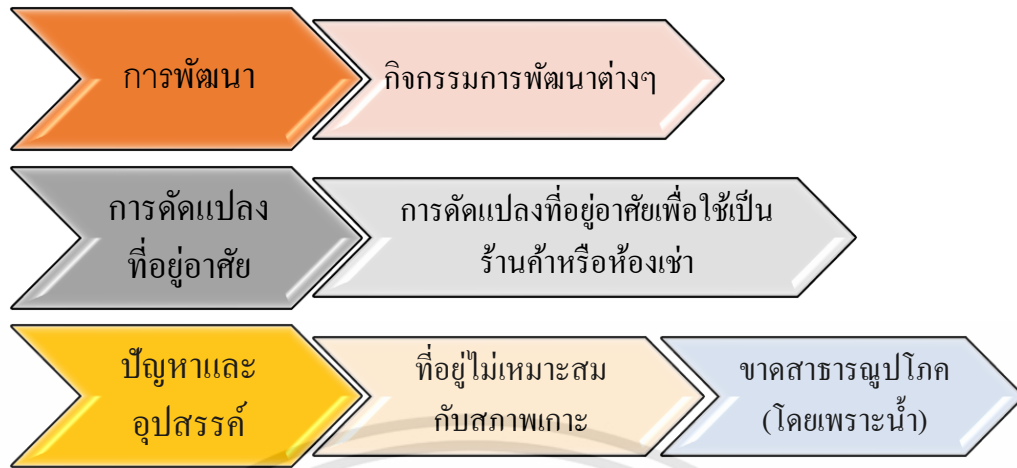 การพัฒนา
กิจกรรมการพัฒนาต่างๆ
การดัดแปลง
ที่อยู่อาศัย
การดัดแปลงที่อยู่อาศัยเพื่อใช้เป็น
ร้านค้าหรือห้องเช่า
ปัญหาและ
อุปสรรค์
ที่อยู่ไม่เหมาะสม
กับสภาพเกาะ
ขาดสาธารณูปโภค
(โดยเพราะน้ำ)